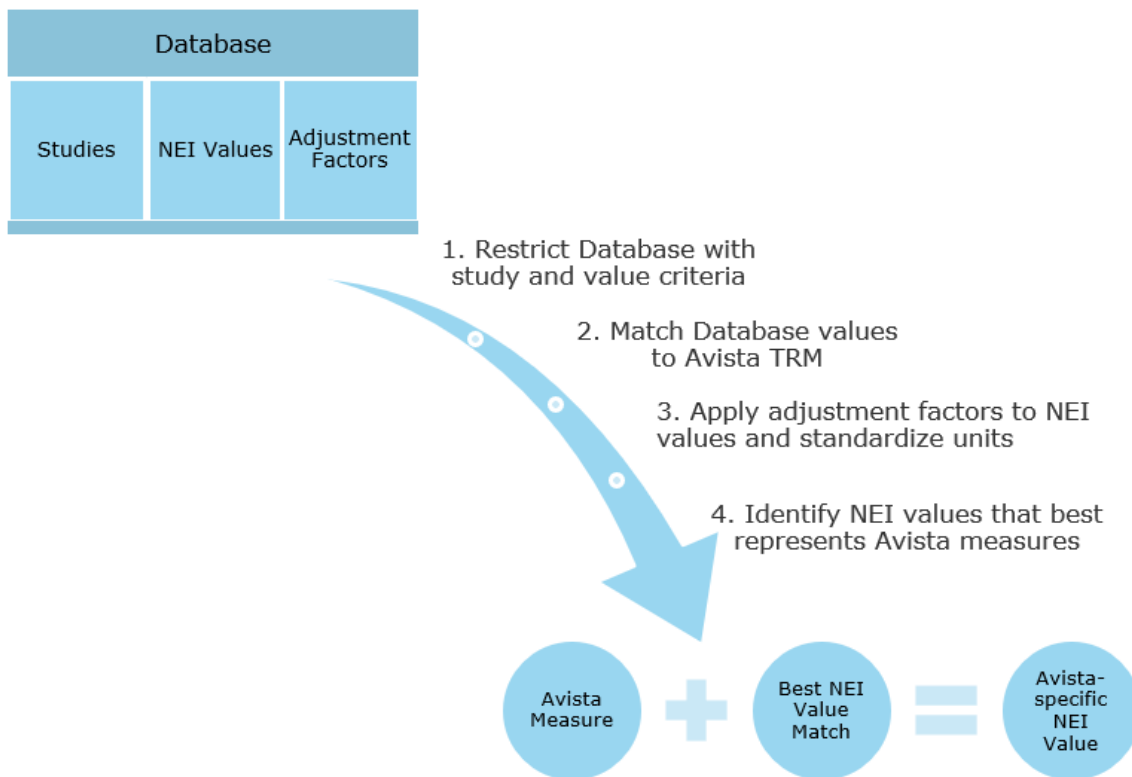 Database
Studies
NEI Values
Adjustment
Factors
1. Restrict Database with
study and value criteria
2. Match Database values
to Avista TRM
3. Apply adjustment factors to NEI
values and standardize units
4. Identify NEI values that best
represents Avista measures
Avista
Measure
Best NEI
Value
Match
Avista-
specific
NEI
Value